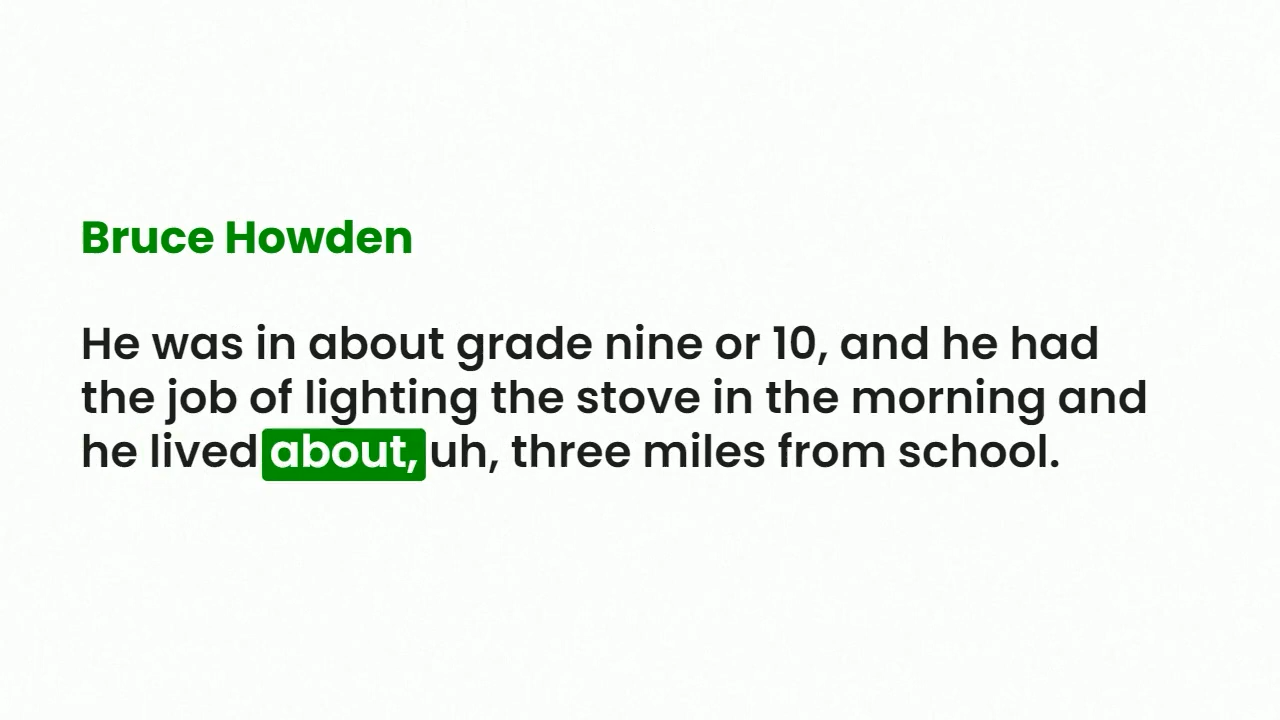 Bruce Howden
He was in about grade nine or 10, and he had
the job of lighting the stove in the morning and
he lived about, uh, three miles from school.